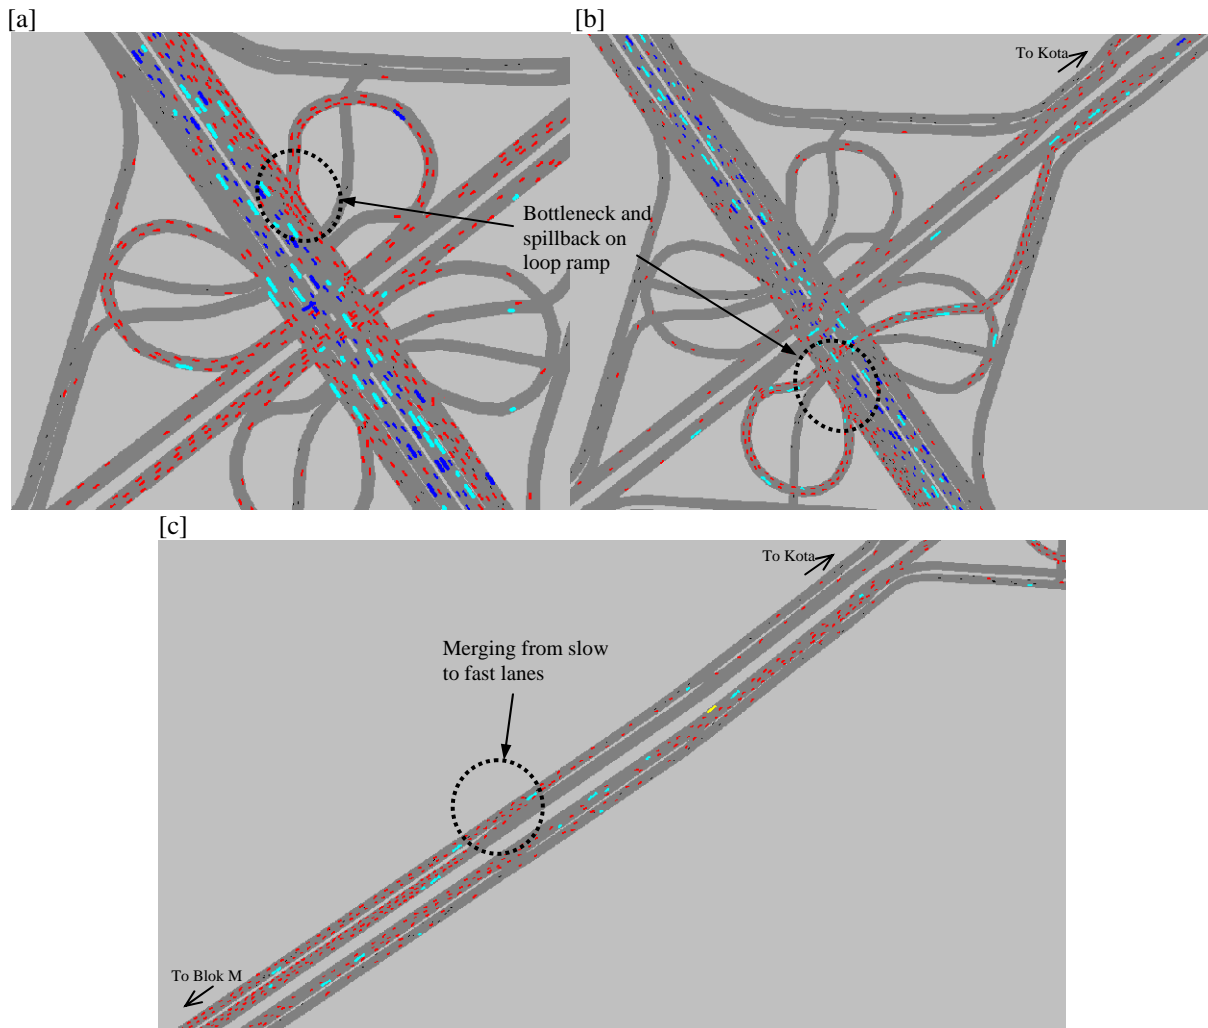 [a]
[b]
To Kota
Bottleneck and
spillback on
loop ramp
[c]
To Kota
Merging from slow
to fast lanes
To Blok M